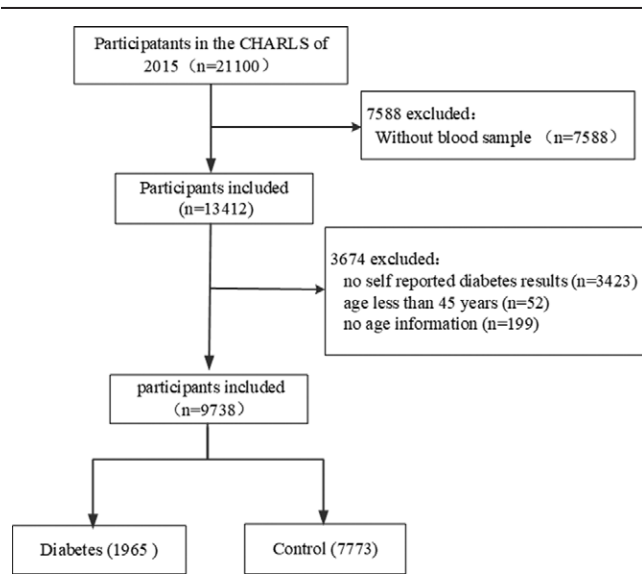 Participatants in the CHARLS of
2015（n=21100）
7588 excluded：
Without blood sample （n=7588）
Participants included
(n=13412)
3674 excluded：
no self reported diabetes results (n=3423)
age less than 45 years (n=52)
no age information (n=199)
participants included
（n=9738）
Diabetes (1965 )
Control (7773)